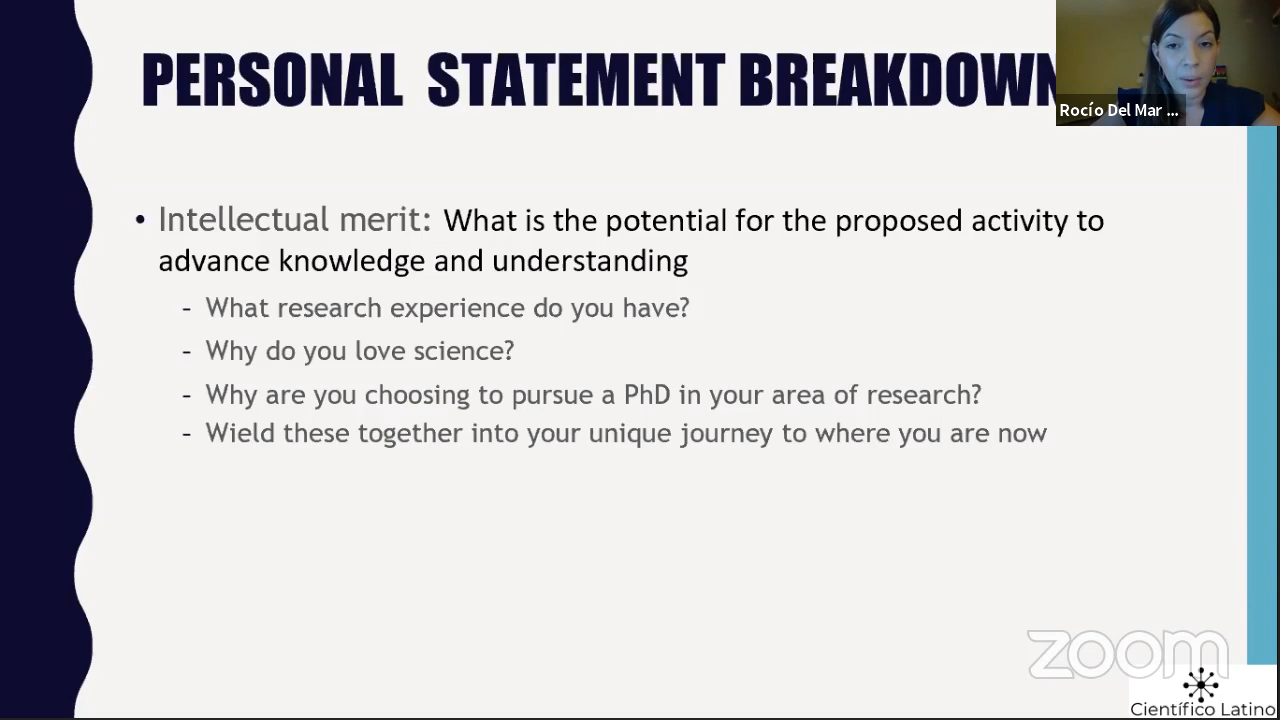 PERSONAL STATEMENT BREAKDOWN
Rocío Del Mar ...
• Intellectual merit: What is the potential for the proposed activity to
advance knowledge and understanding
- What research experience do you have?
- Why do you love science?
- Why are you choosing to pursue a PhD in your area of research?
- Wield these together into your unique journey to where you are now
zoom
Científico Latino